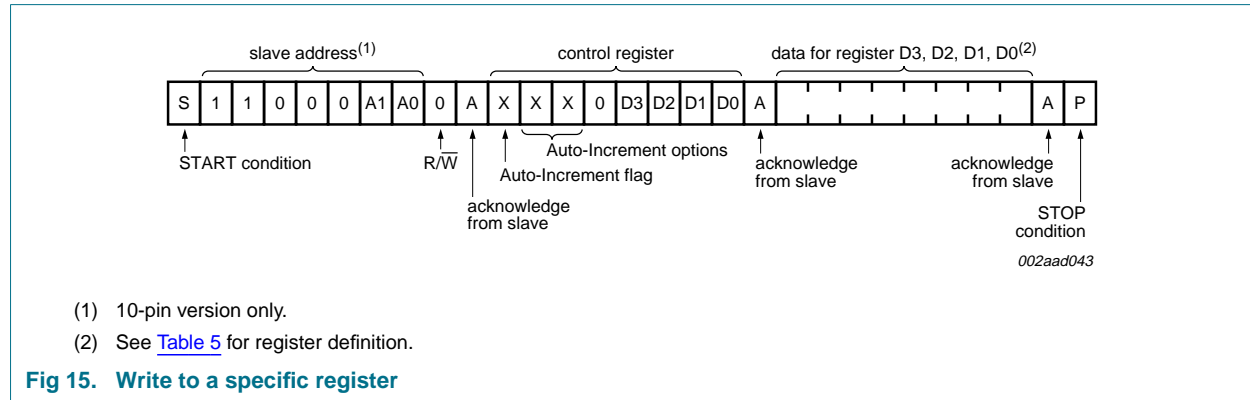 slave address(1) control register data for register D3, D2, D1, D0(2)
S 1 1 0 0 0 A1 A0 0 A X X X 0 D3 D2 D1 D0 A A P
Auto-Increment options
START condition R/W̅ acknowledge acknowledge
Auto-Increment flag from slave from slave
acknowledge
from slave
STOP
condition
002aad043
(1) 10-pin version only.
(2) See Table 5 for register definition.
Fig 15. Write to a specific register